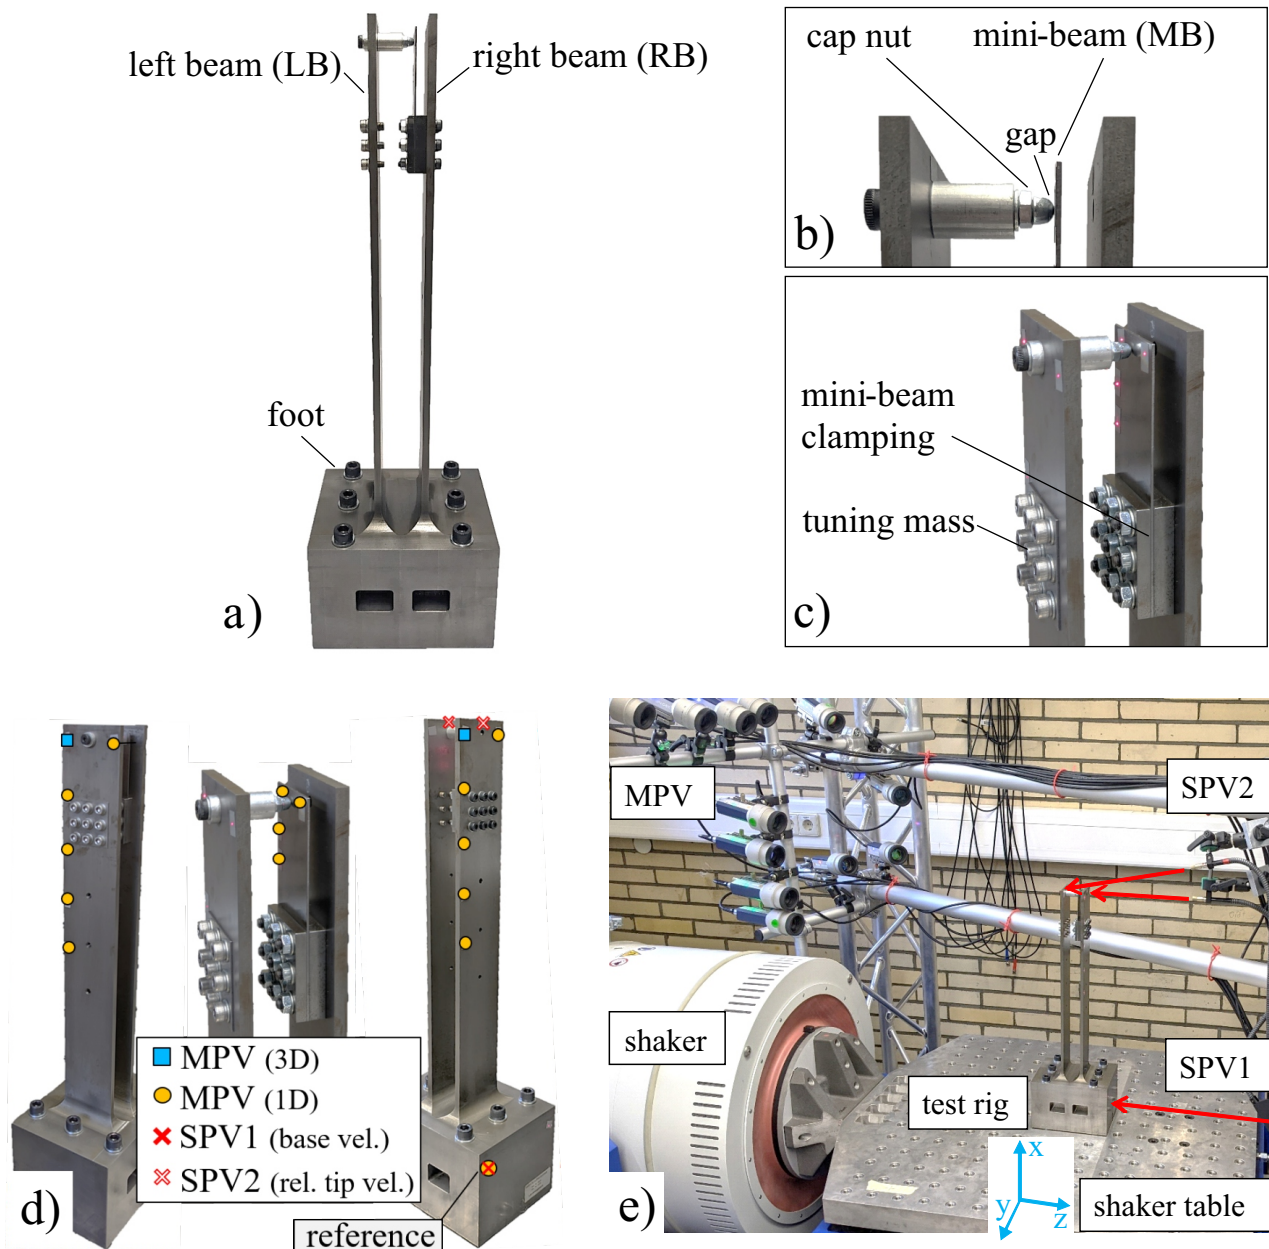 left beam (LB)
right beam (RB)
foot
a)
cap nut
mini-beam (MB)
gap
b)
mini-beam
clamping
tuning mass
c)
MPV (3D)
MPV (1D)
SPV1 (base vel.)
SPV2 (rel. tip vel.)
reference
d)
MPV
SPV2
shaker
SPV1
test rig
x
y
z
shaker table
e)